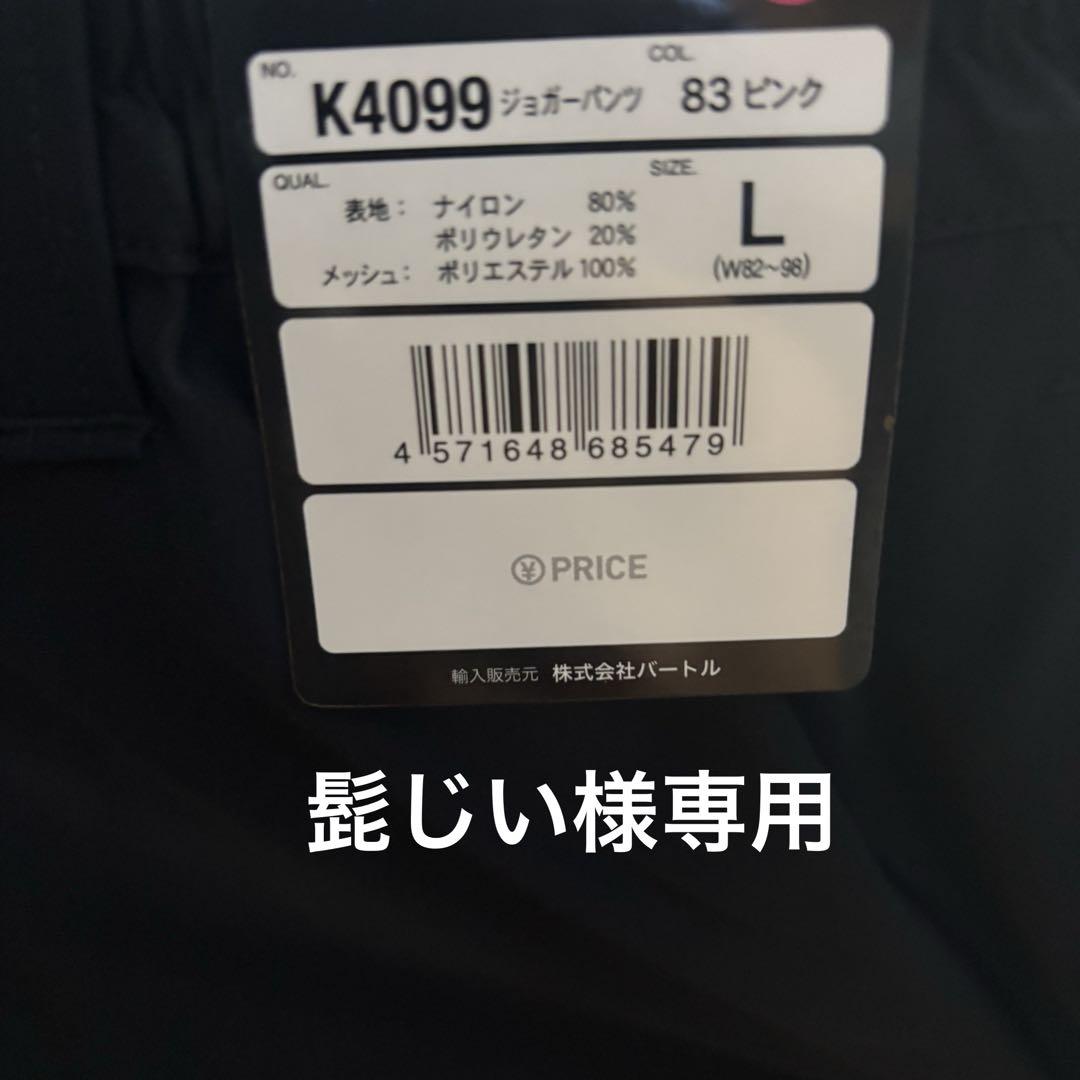 NO. COL.
K4099 ジョガーパンツ 83 ピンク
QUAL. SIZE.
表地： ナイロン 80%
ポリウレタン 20%
メッシュ： ポリエステル 100%
L
(W82~98)
4 571648 685479
¥ PRICE
輸入販売元 株式会社バートル
髭じい様専用